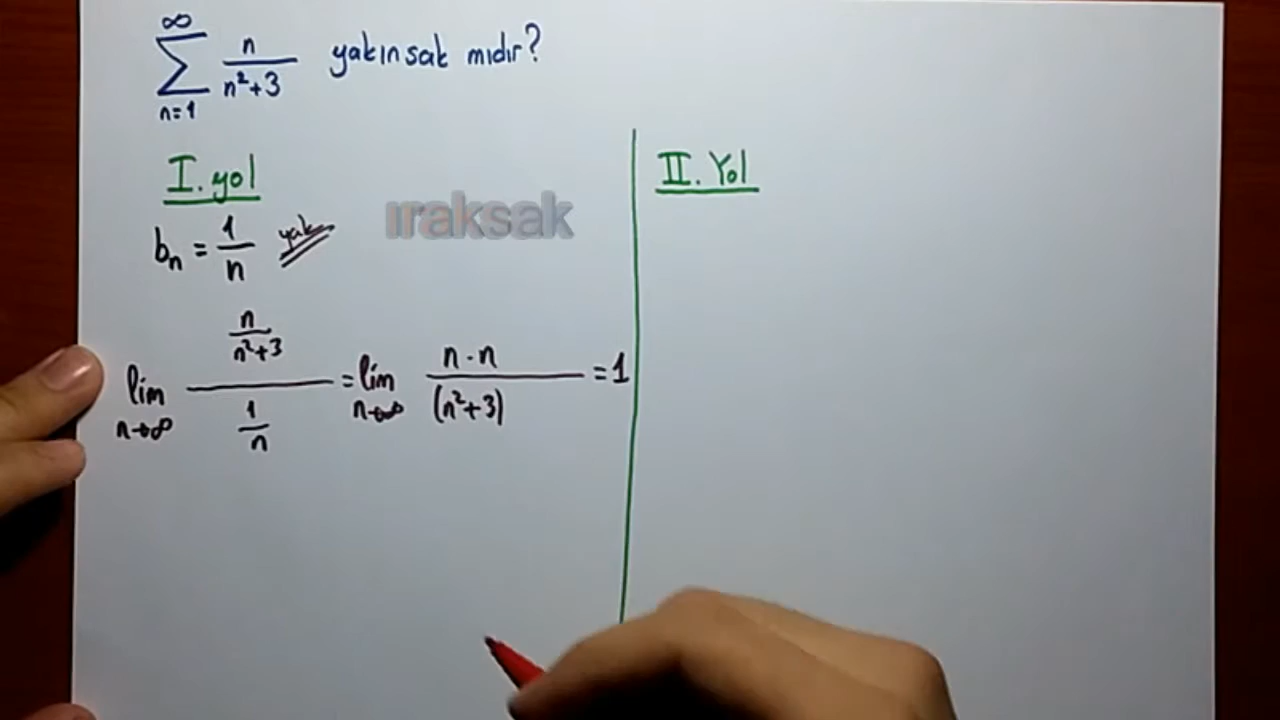 ∞
∑ n/(n²+3) yakınsak mıdır?
n=1
I. yol
II. Yol
ıraksak
bₙ = 1/n yak
lim n→∞ (n/(n²+3))/(1/n) = lim n→∞ (n·n)/(n²+3) = 1